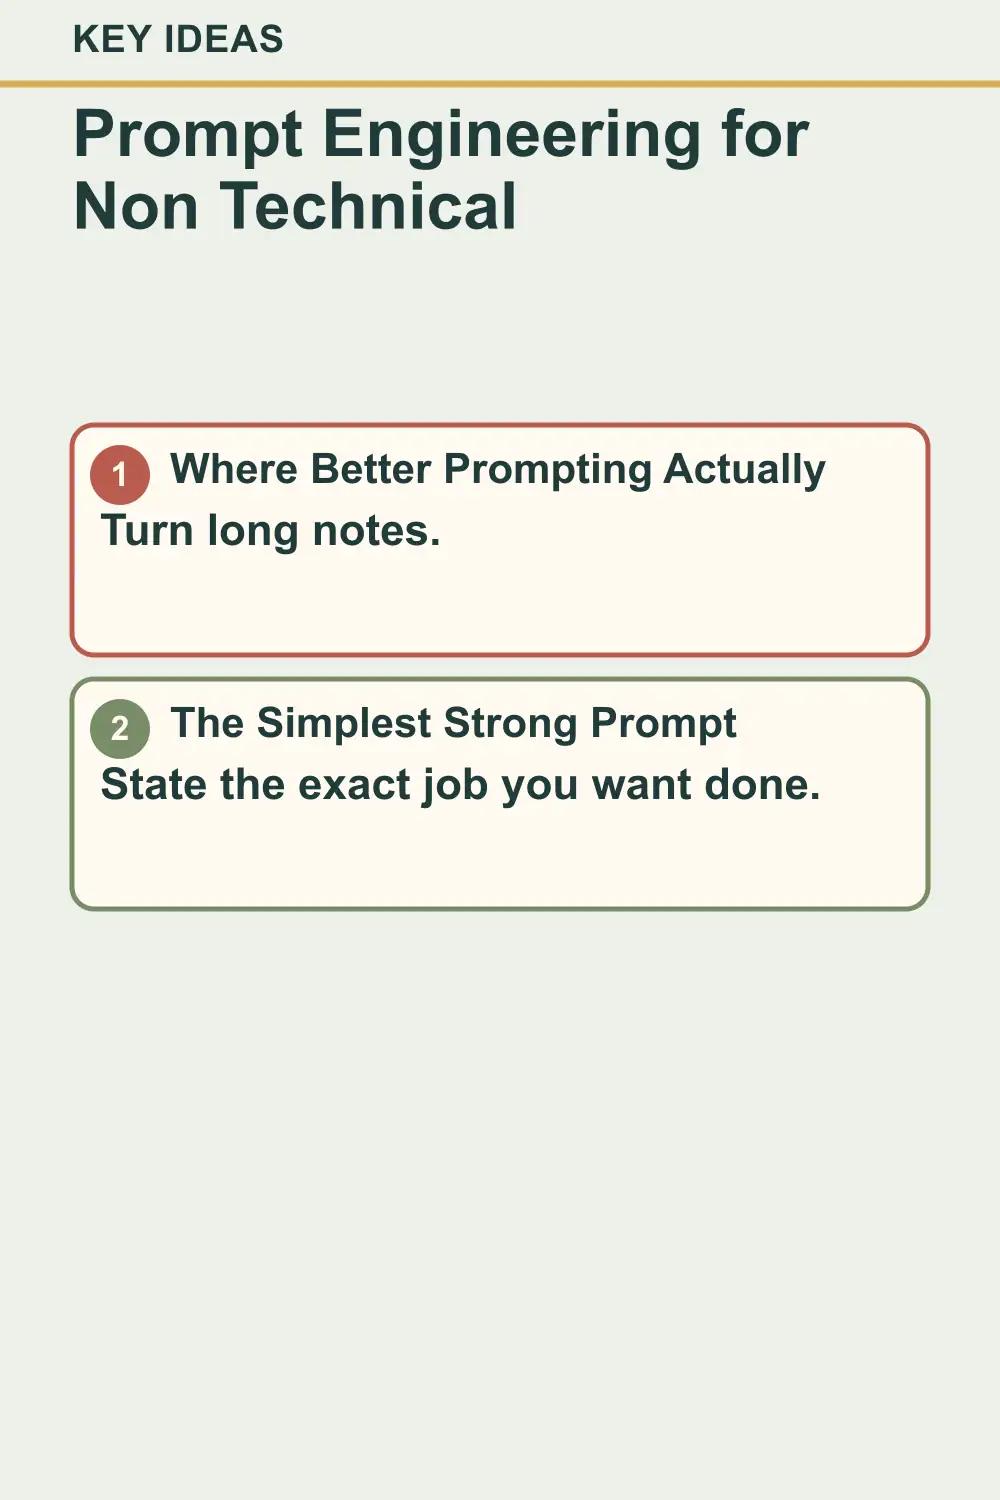 KEY IDEAS
Prompt Engineering for
Non Technical
1 Where Better Prompting Actually
Turn long notes.
2 The Simplest Strong Prompt
State the exact job you want done.